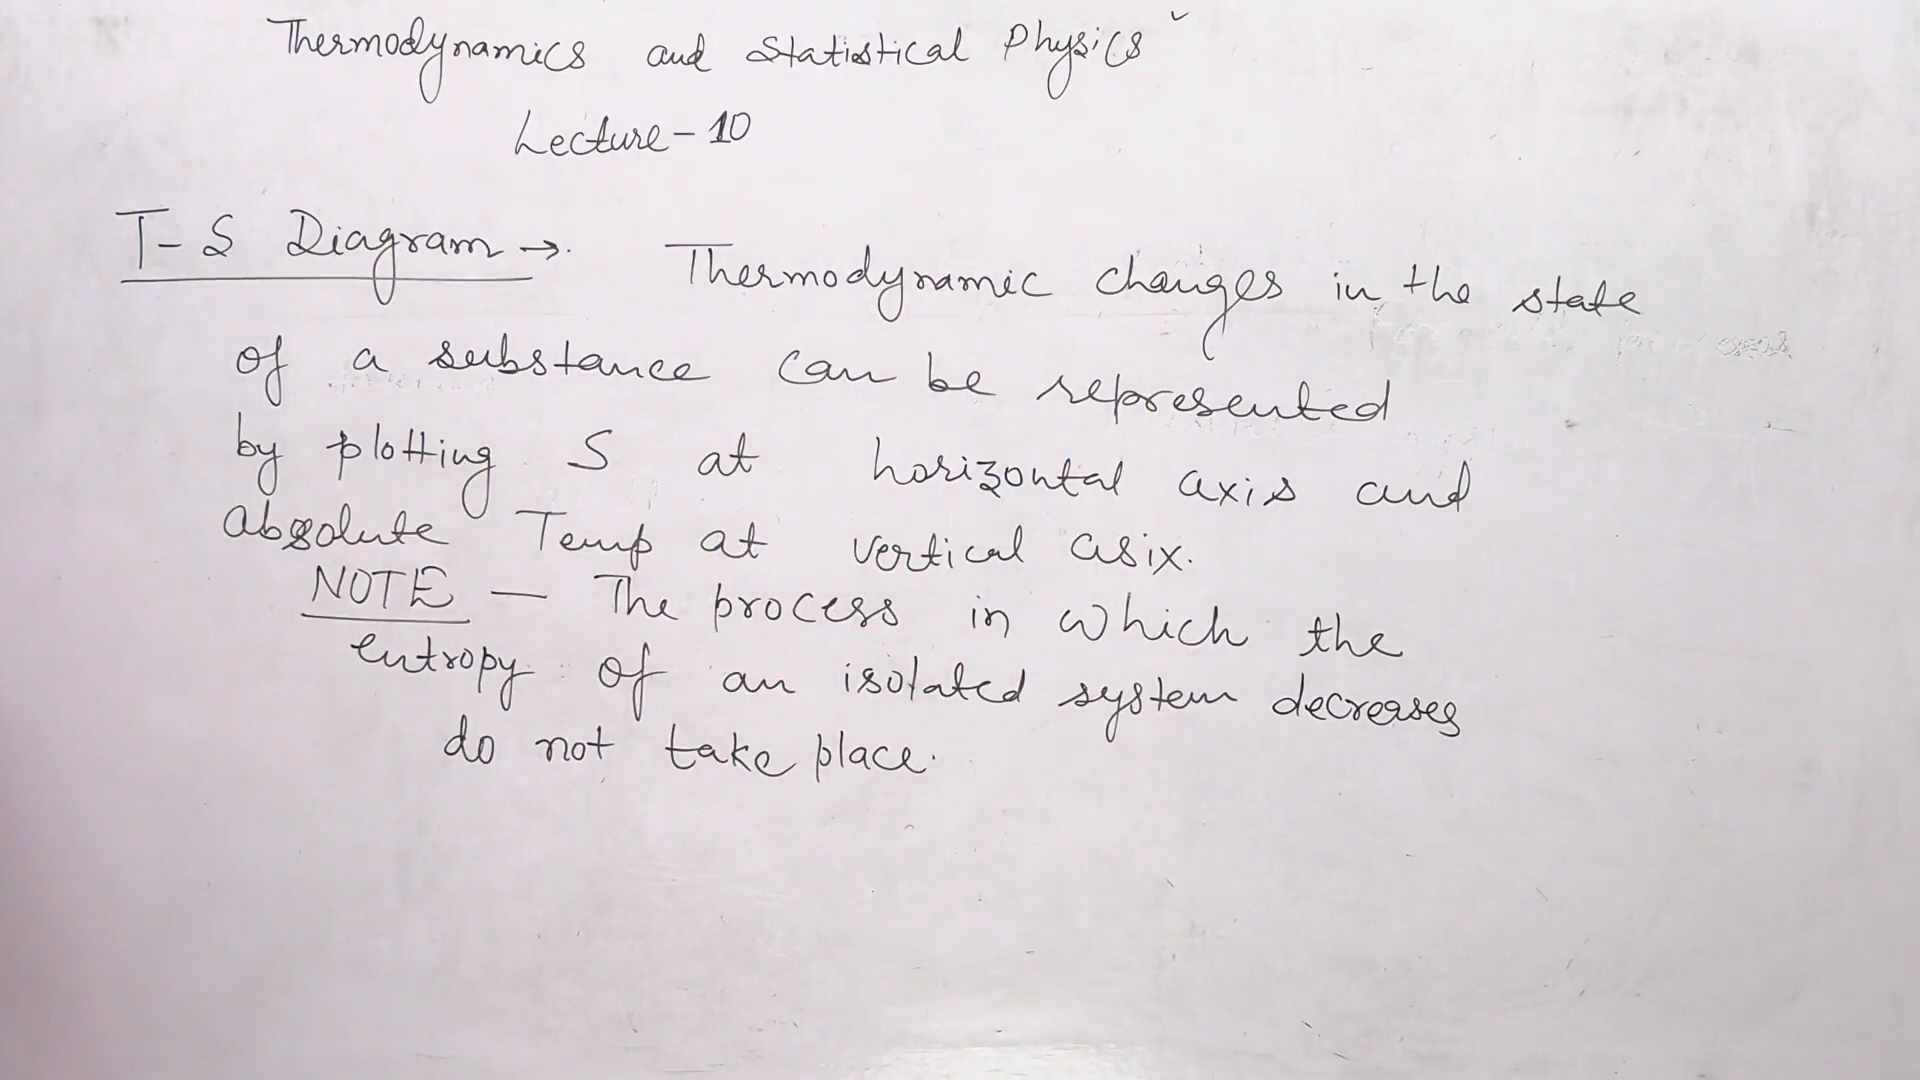 Thermodynamics and Statistical Physics
Lecture - 10
T-S Diagram → Thermodynamic changes in the state
of a substance can be represented
by plotting S at horizontal axis and
absolute Temp at vertical asix.
NOTE — The process in which the
entropy of an isolated system decreases
do not take place.